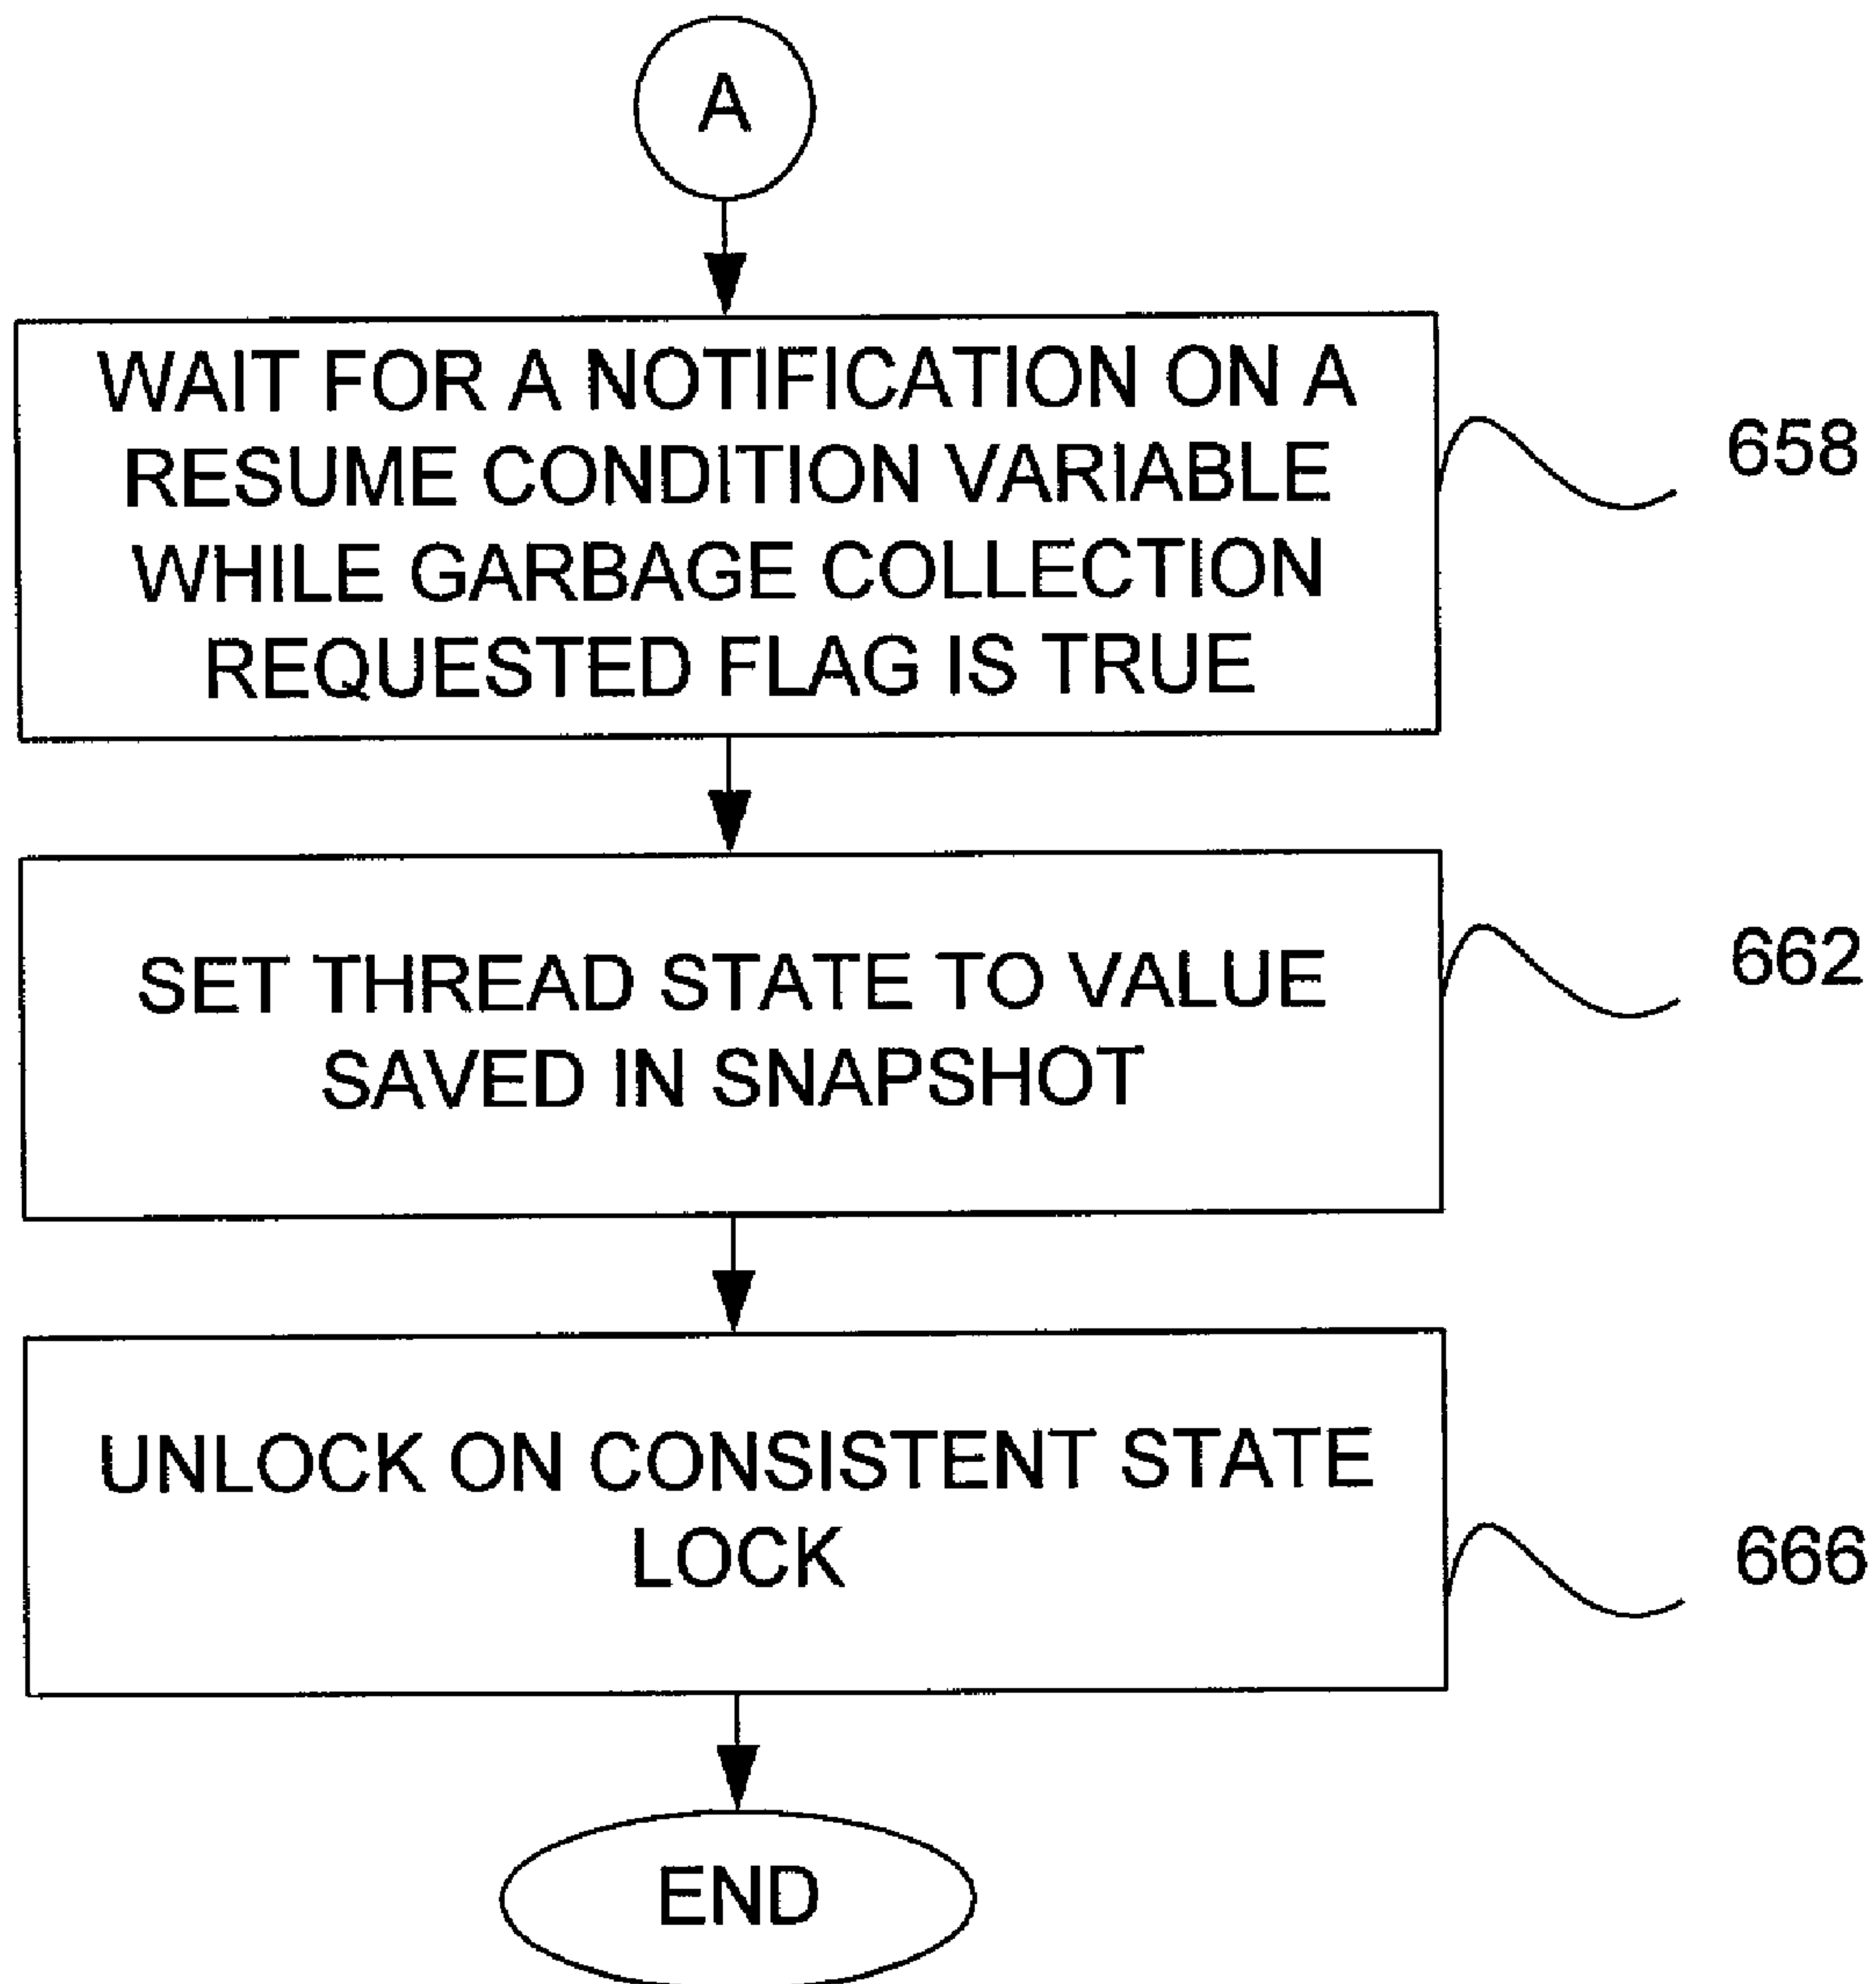 A
WAIT FOR A NOTIFICATION ON A
RESUME CONDITION VARIABLE
WHILE GARBAGE COLLECTION
REQUESTED FLAG IS TRUE
658
SET THREAD STATE TO VALUE
SAVED IN SNAPSHOT
662
UNLOCK ON CONSISTENT STATE
LOCK
666
END